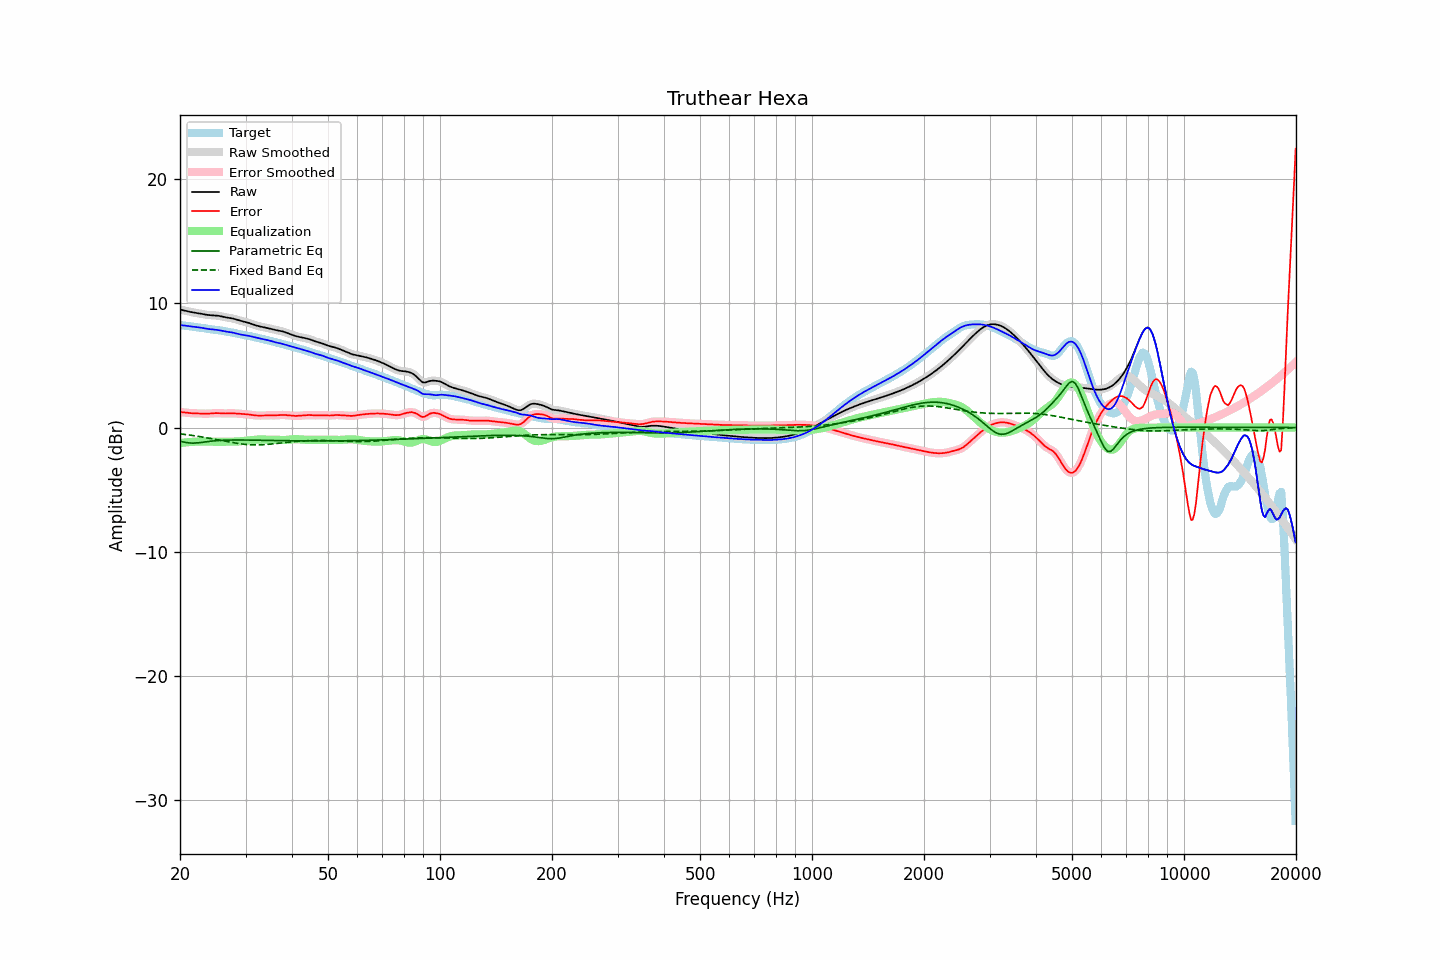 Truthear Hexa
Target
Raw Smoothed
Error Smoothed
Raw
Error
Equalization
Parametric Eq
Fixed Band Eq
Equalized
20
10
0
−10
−20
−30
Amplitude (dBr)
20 50 100 200 500 1000 2000 5000 10000 20000
Frequency (Hz)